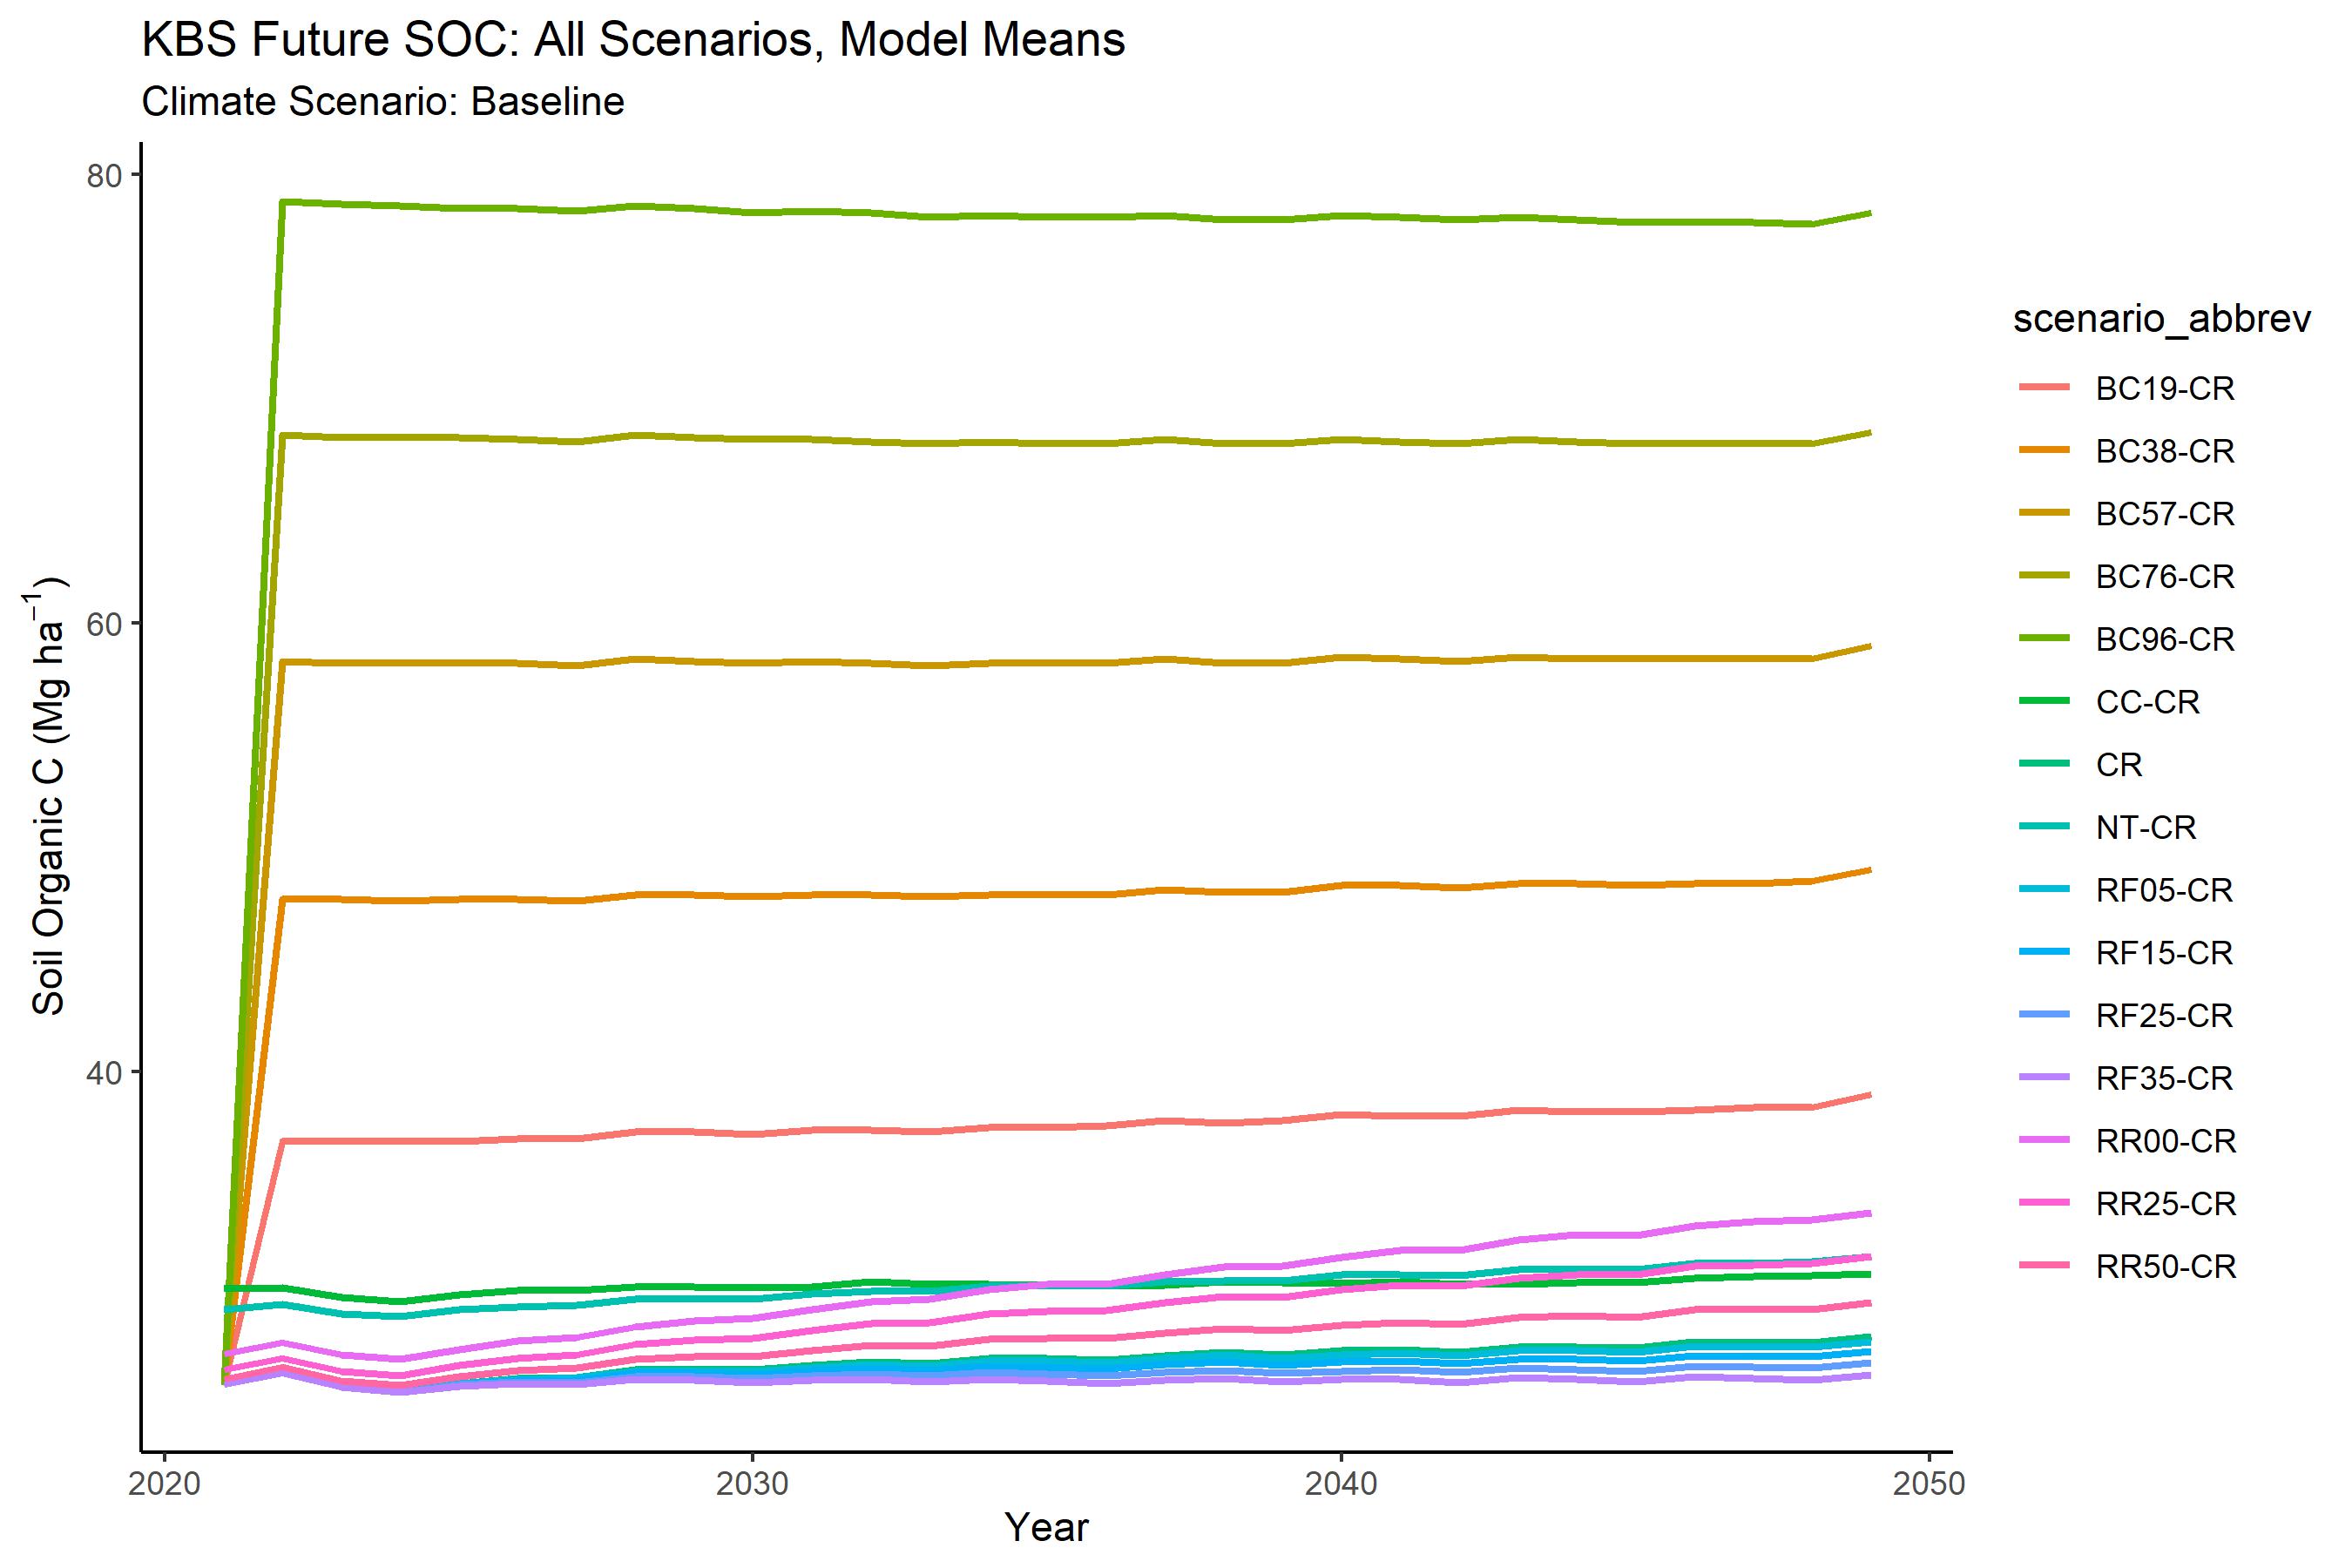 KBS Future SOC: All Scenarios, Model Means
Climate Scenario: Baseline
Soil Organic C (Mg ha⁻¹)
80
60
40
2020
2030
2040
2050
Year
scenario_abbrev
BC19-CR
BC38-CR
BC57-CR
BC76-CR
BC96-CR
CC-CR
CR
NT-CR
RF05-CR
RF15-CR
RF25-CR
RF35-CR
RR00-CR
RR25-CR
RR50-CR